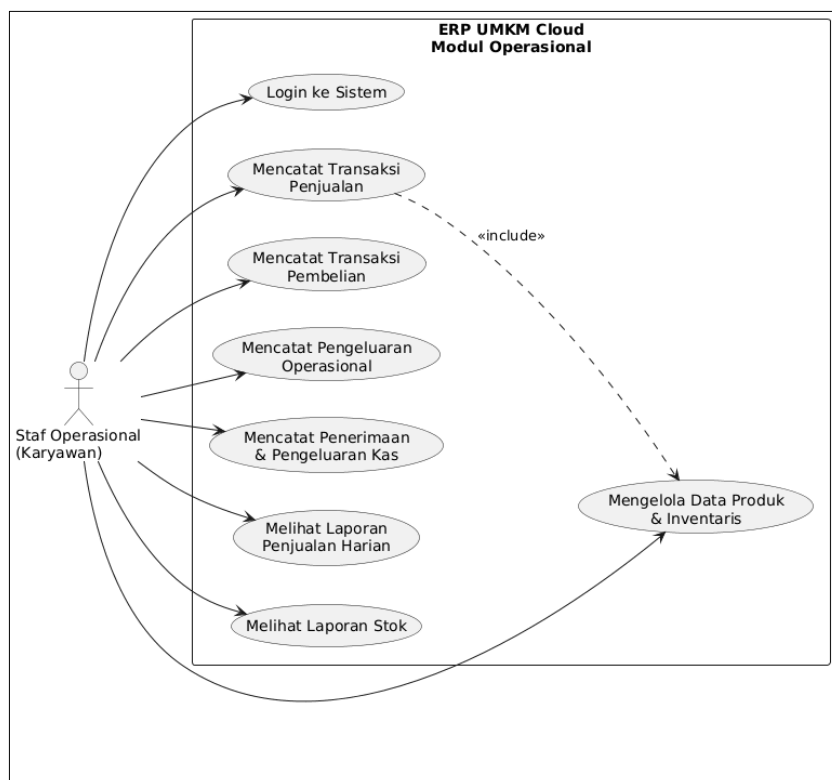 ERP UMKM Cloud
Modul Operasional
Login ke Sistem
Mencatat Transaksi
Penjualan
«include»
Mencatat Transaksi
Pembelian
Mencatat Pengeluaran
Operasional
Staf Operasional
(Karyawan)
Mencatat Penerimaan
& Pengeluaran Kas
Mengelola Data Produk
& Inventaris
Melihat Laporan
Penjualan Harian
Melihat Laporan Stok